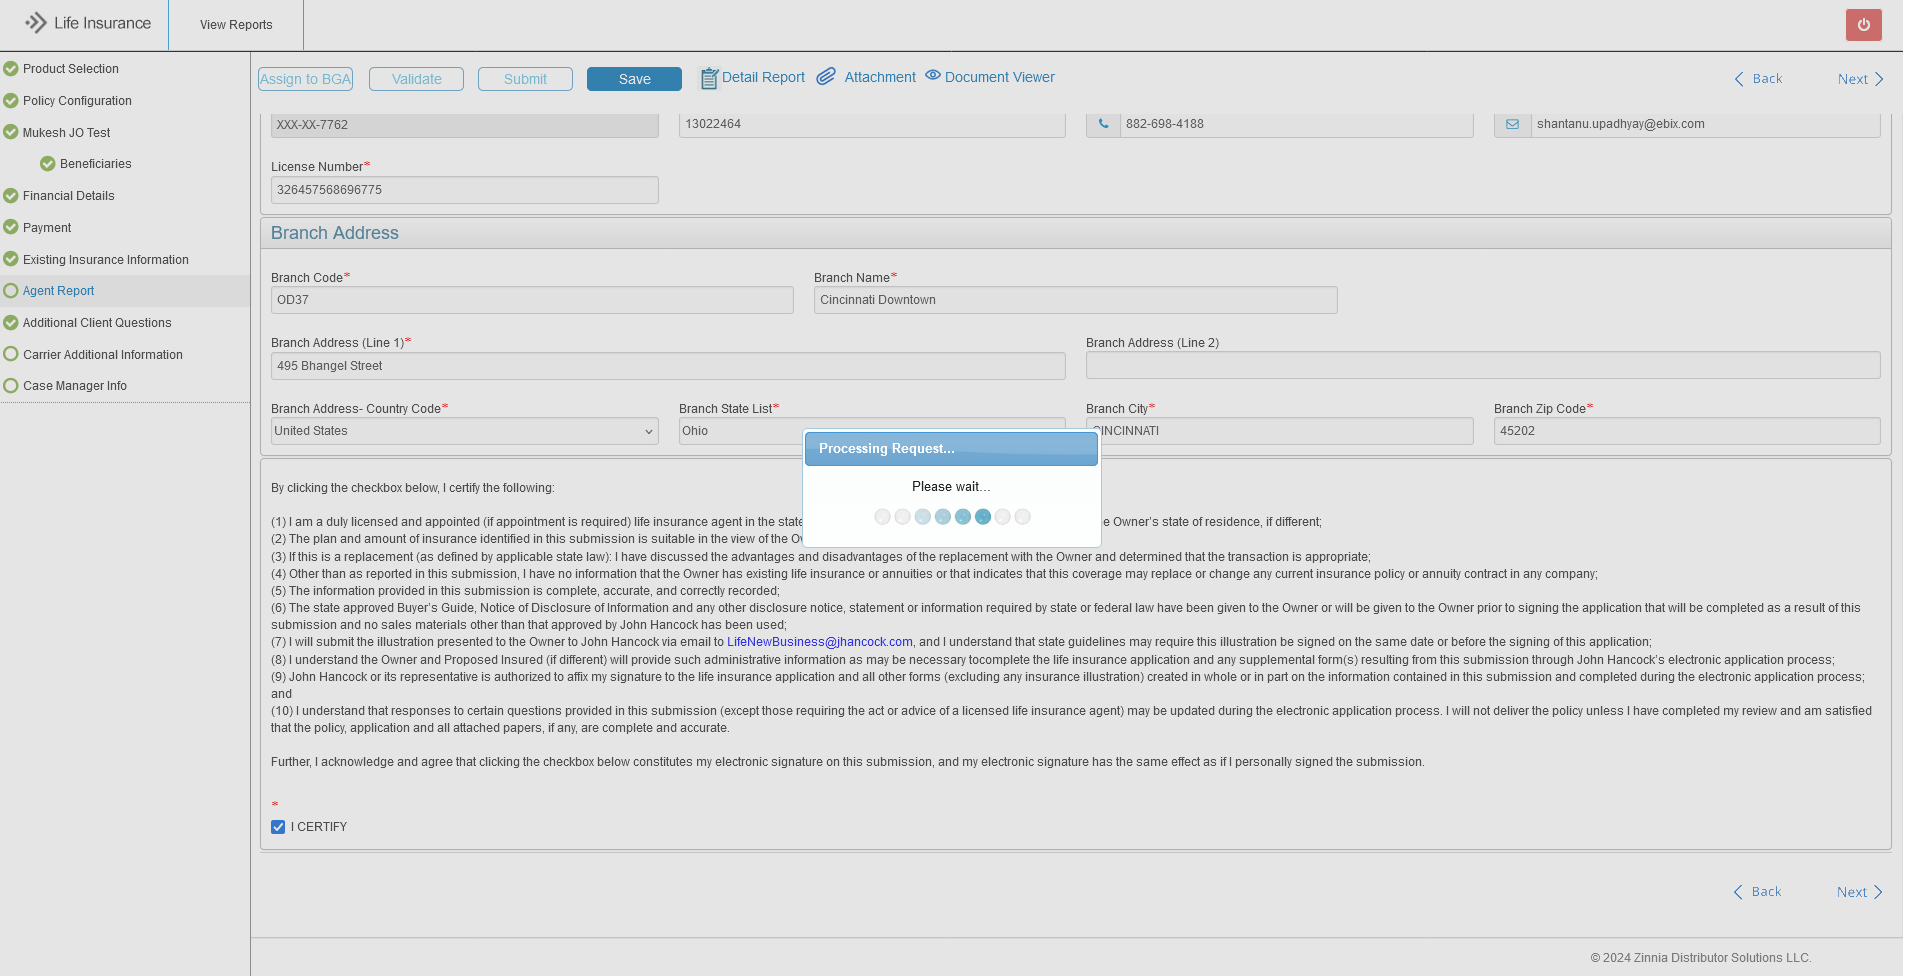 Life Insurance
View Reports
Product Selection
Policy Configuration
Mukesh JO Test
Beneficiaries
Financial Details
Payment
Existing Insurance Information
Agent Report
Additional Client Questions
Carrier Additional Information
Case Manager Info
Assign to BGA
Validate
Submit
Save
Detail Report
Attachment
Document Viewer
Back
Next
XXX-XX-7762
13022464
882-698-4188
shantanu.upadhyay@ebix.com
License Number*
326457568696775
Branch Address
Branch Code*
Branch Name*
OD37
Cincinnati Downtown
Branch Address (Line 1)*
Branch Address (Line 2)
495 Bhangel Street
Branch Address- Country Code*
Branch State List*
Branch City*
Branch Zip Code*
United States
Ohio
CINCINNATI
45202
Processing Request...
Please wait...
By clicking the checkbox below, I certify the following:
(1) I am a duly licensed and appointed (if appointment is required) life insurance agent in the state
e Owner's state of residence, if different;
(2) The plan and amount of insurance identified in this submission is suitable in the view of the Ow
(3) If this is a replacement (as defined by applicable state law): I have discussed the advantages and disadvantages of the replacement with the Owner and determined that the transaction is appropriate;
(4) Other than as reported in this submission, I have no information that the Owner has existing life insurance or annuities or that indicates that this coverage may replace or change any current insurance policy or annuity contract in any company;
(5) The information provided in this submission is complete, accurate, and correctly recorded;
(6) The state approved Buyer's Guide, Notice of Disclosure of Information and any other disclosure notice, statement or information required by state or federal law have been given to the Owner or will be given to the Owner prior to signing the application that will be completed as a result of this
submission and no sales materials other than that approved by John Hancock has been used;
(7) I will submit the illustration presented to the Owner to John Hancock via email to LifeNewBusiness@jhancock.com, and I understand that state guidelines may require this illustration be signed on the same date or before the signing of this application;
(8) I understand the Owner and Proposed Insured (if different) will provide such administrative information as may be necessary tocomplete the life insurance application and any supplemental form(s) resulting from this submission through John Hancock's electronic application process;
(9) John Hancock or its representative is authorized to affix my signature to the life insurance application and all other forms (excluding any insurance illustration) created in whole or in part on the information contained in this submission and completed during the electronic application process;
and
(10) I understand that responses to certain questions provided in this submission (except those requiring the act or advice of a licensed life insurance agent) may be updated during the electronic application process. I will not deliver the policy unless I have completed my review and am satisfied
that the policy, application and all attached papers, if any, are complete and accurate.
Further, I acknowledge and agree that clicking the checkbox below constitutes my electronic signature on this submission, and my electronic signature has the same effect as if I personally signed the submission.
*
I CERTIFY
Back
Next
© 2024 Zinnia Distributor Solutions LLC.